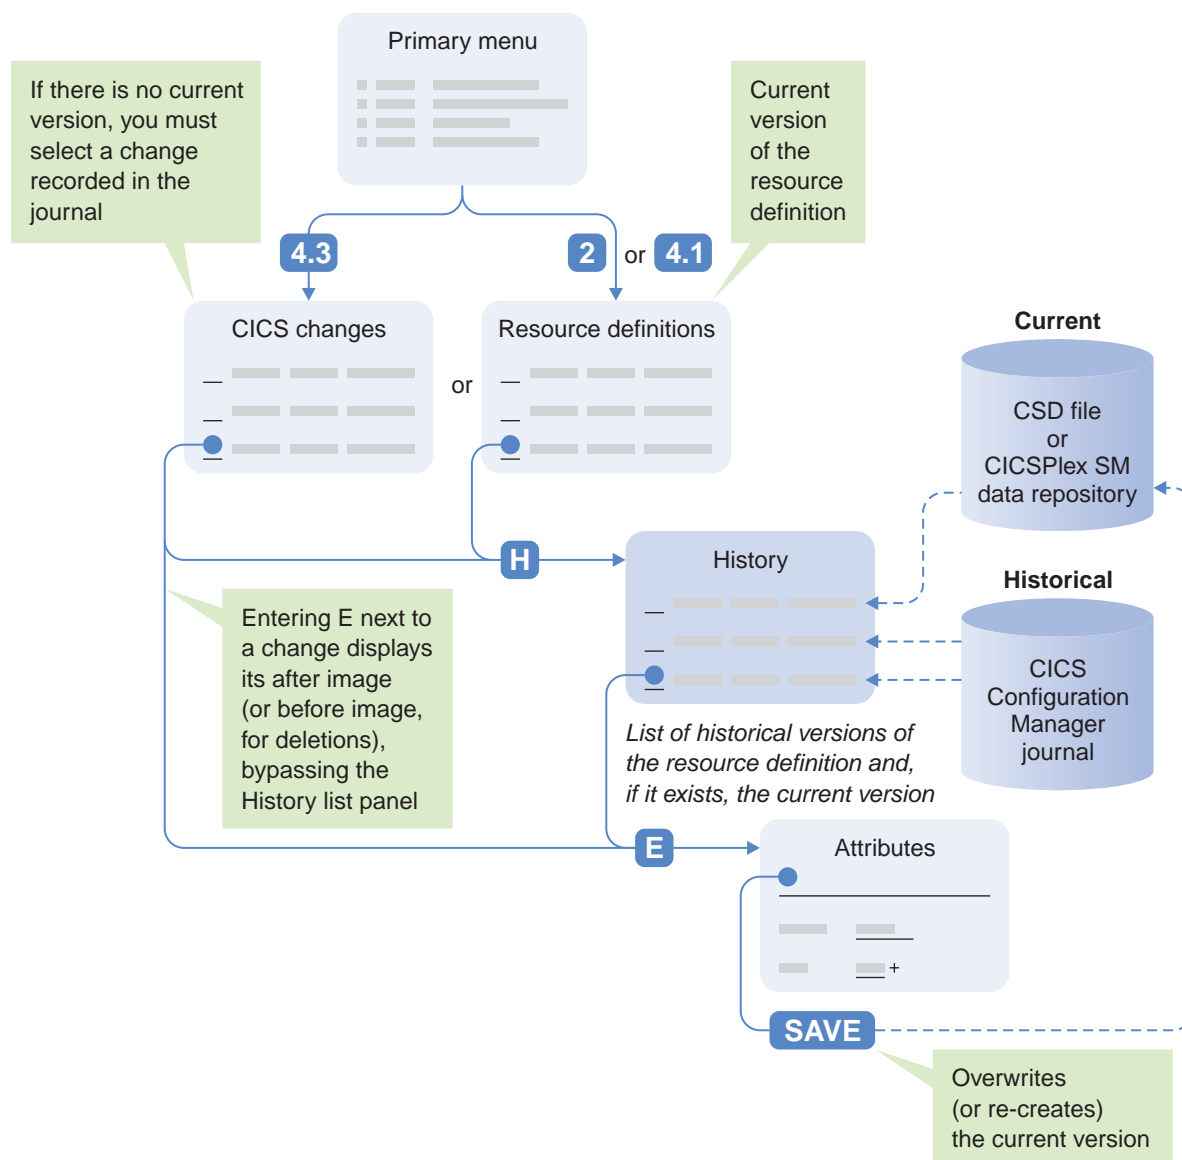 Primary menu
If there is no current
version, you must
select a change
recorded in the
journal
Current
version
of the
resource
definition
4.3
2 or 4.1
CICS changes
or
Resource definitions
Current
CSD file
or
CICSPlex SM
data repository
H
History
Historical
CICS
Configuration
Manager
journal
Entering E next to
a change displays
its after image
(or before image,
for deletions),
bypassing the
History list panel
List of historical versions of
the resource definition and,
if it exists, the current version
E
Attributes
+
SAVE
Overwrites
(or re-creates)
the current version